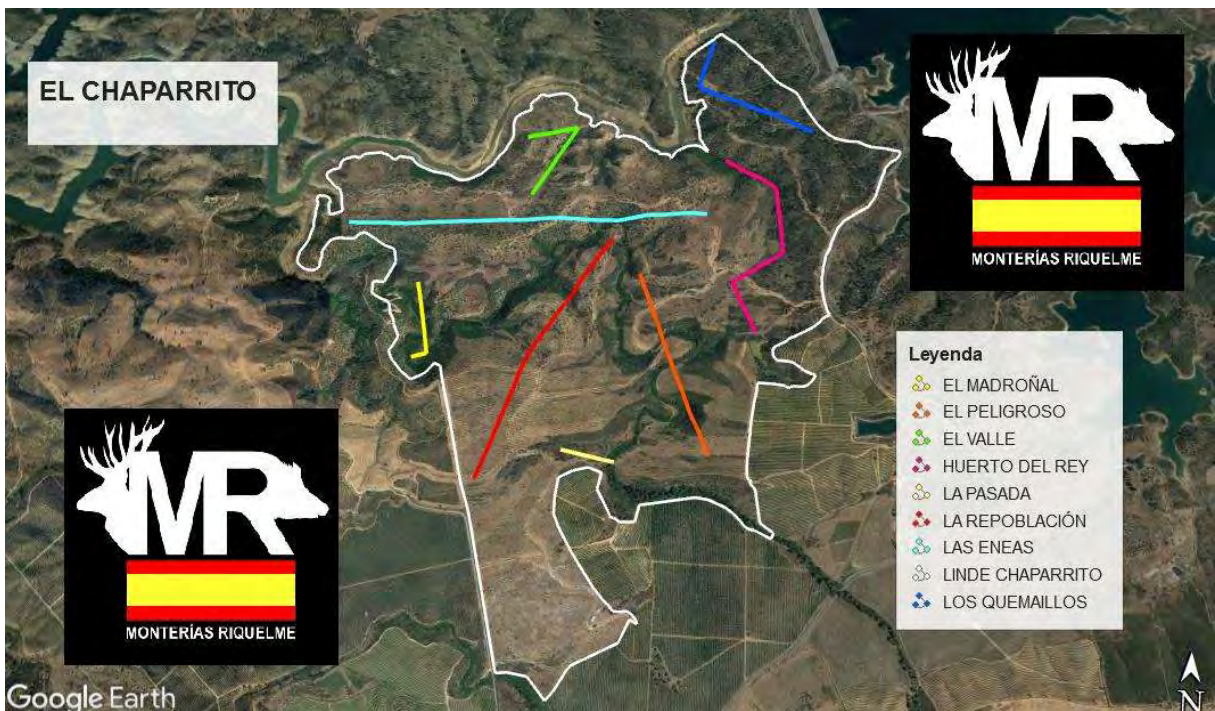 EL CHAPARRITO
MR
MONTERÍAS RIQUELME
Leyenda
EL MADROÑAL
EL PELIGROSO
EL VALLE
HUERTO DEL REY
LA PASADA
LA REPOBLACIÓN
LAS ENEAS
LINDE CHAPARRITO
LOS QUEMAILLOS
MR
MONTERÍAS RIQUELME
Google Earth
N